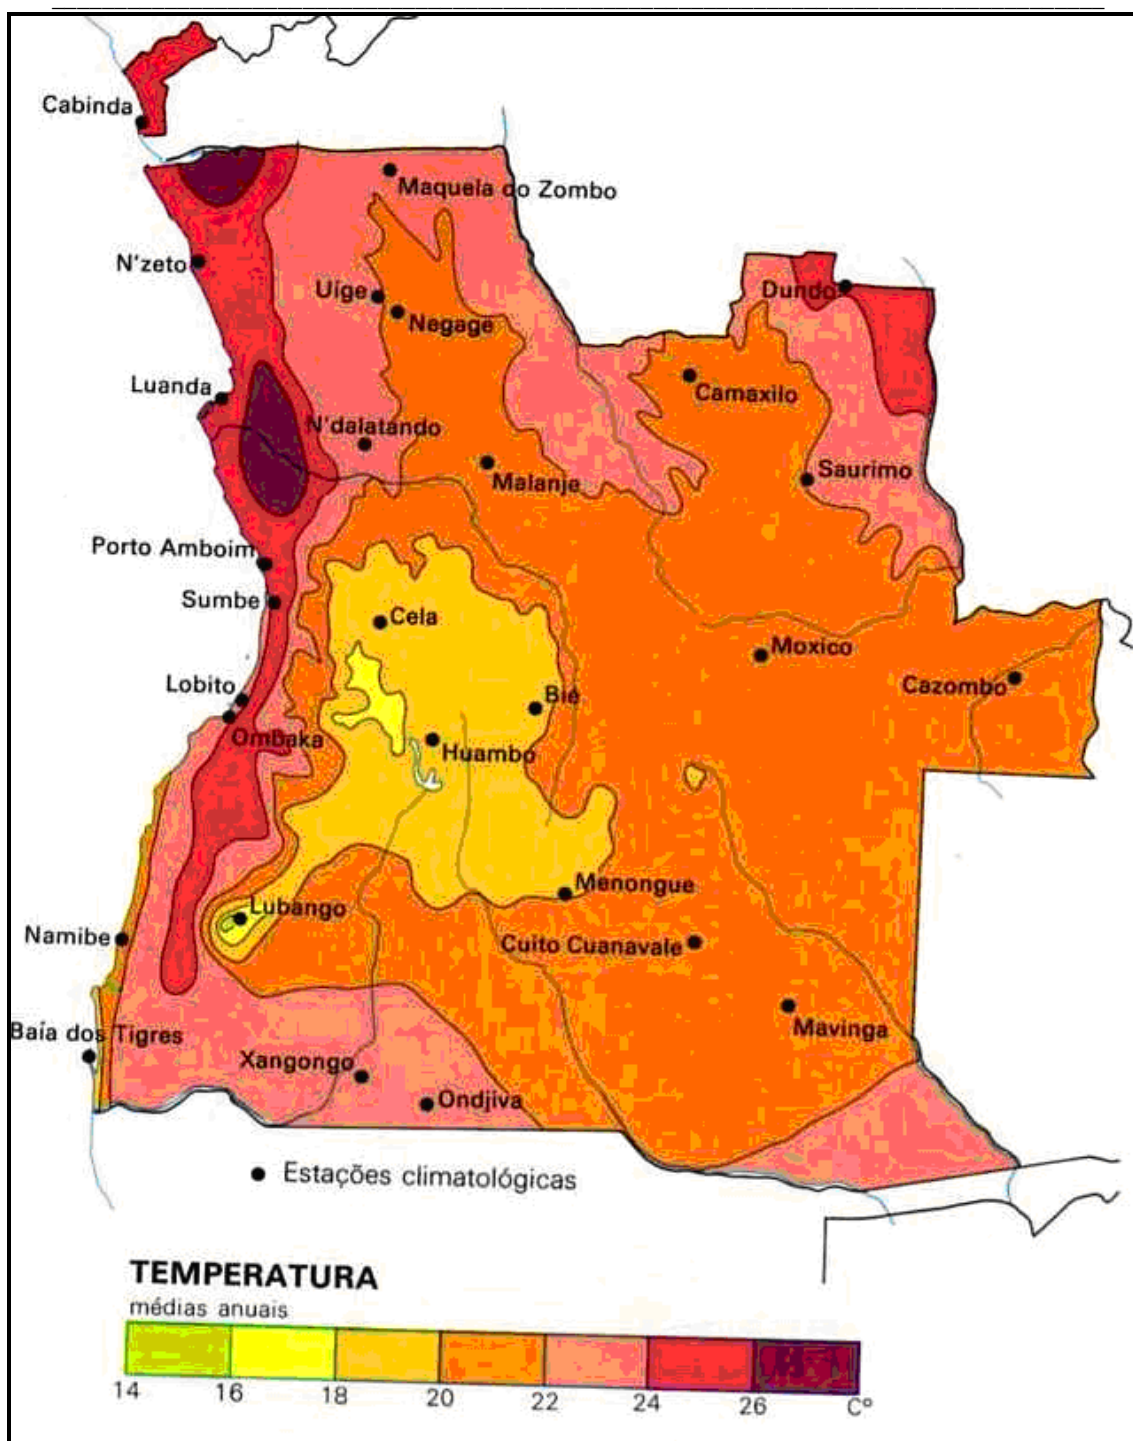 Cabinda
Maquela do Zombo
N'zeto
Uige
Dundo
Negage
Luanda
Camaxilo
N'dalatando
Saurimo
Malanje
Porto Amboim
Sumbe
Cela
Moxico
Lobito
Cazombo
Bié
Ombaka
Huambo
Menongue
Lubango
Namibe
Cuito Cuanavale
Mavinga
Baía dos Tigres
Xangongo
Ondjiva
Estações climatológicas
TEMPERATURA
médias anuais
14 16 18 20 22 24 26 Cº